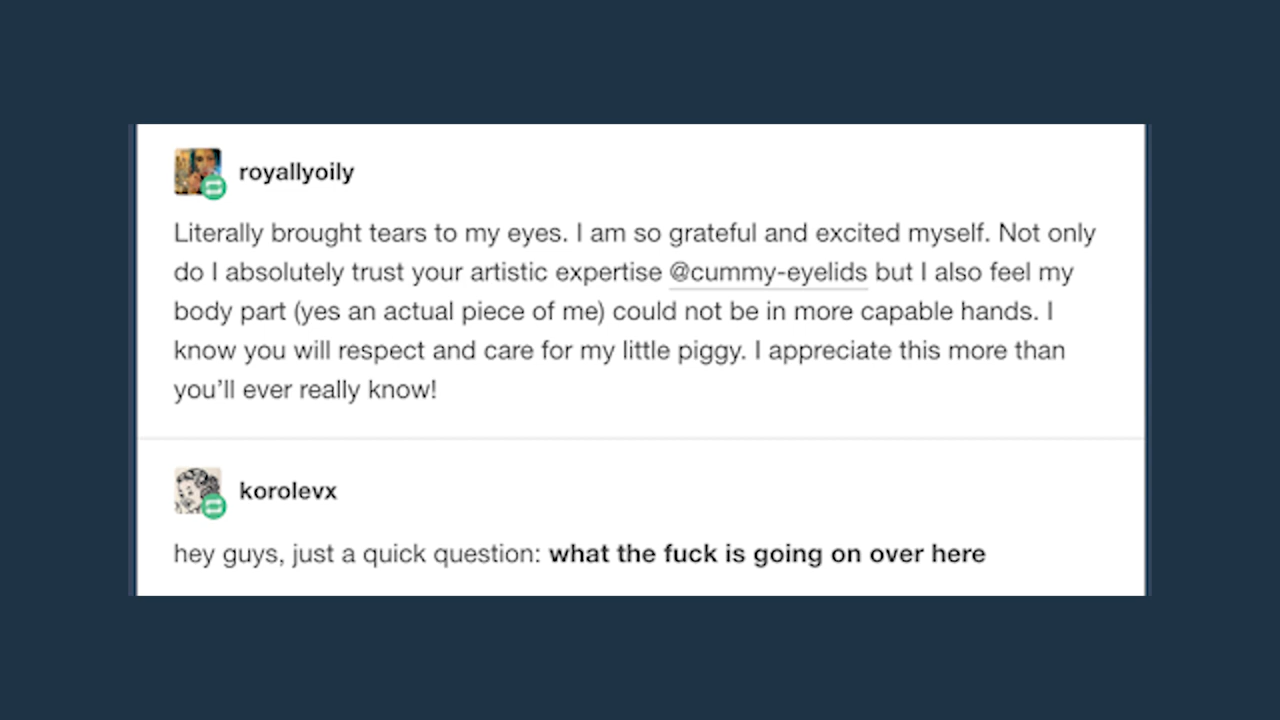 royallyoily
Literally brought tears to my eyes. I am so grateful and excited myself. Not only
do I absolutely trust your artistic expertise @cummy-eyelids but I also feel my
body part (yes an actual piece of me) could not be in more capable hands. I
know you will respect and care for my little piggy. I appreciate this more than
you’ll ever really know!
korolevx
hey guys, just a quick question: what the fuck is going on over here